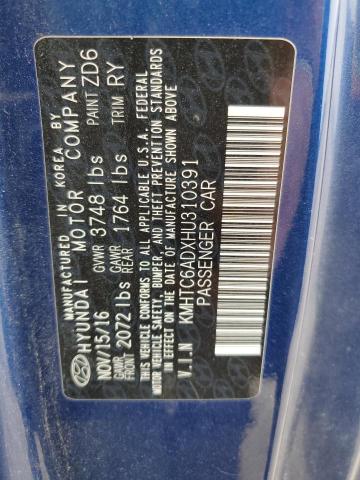 MANUFACTURED IN KOREA BY
HYUNDAI MOTOR COMPANY
NOV/15/16 GVWR 3748 lbs PAINT ZD6
GAWR FRONT 2072 lbs GAWR REAR 1764 lbs TRIM RY
THIS VEHICLE CONFORMS TO ALL APPLICABLE U.S.A. FEDERAL
MOTOR VEHICLE SAFETY, BUMPER, AND THEFT PREVENTION STANDARDS
IN EFFECT ON THE DATE OF MANUFACTURE SHOWN ABOVE
V.I.N KMHTC6ADXHU310391
PASSENGER CAR